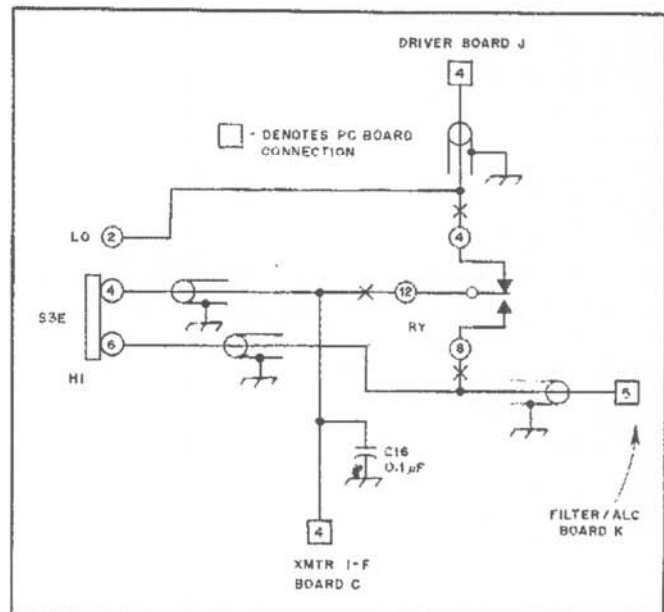 DRIVER BOARD J
4
- DENOTES PC BOARD
CONNECTION
LO
2
4
4
12
S3E
RY
6
8
HI
5
C16
0.1 µF
FILTER/ALC
BOARD K
4
XMTR I-F
BOARD C